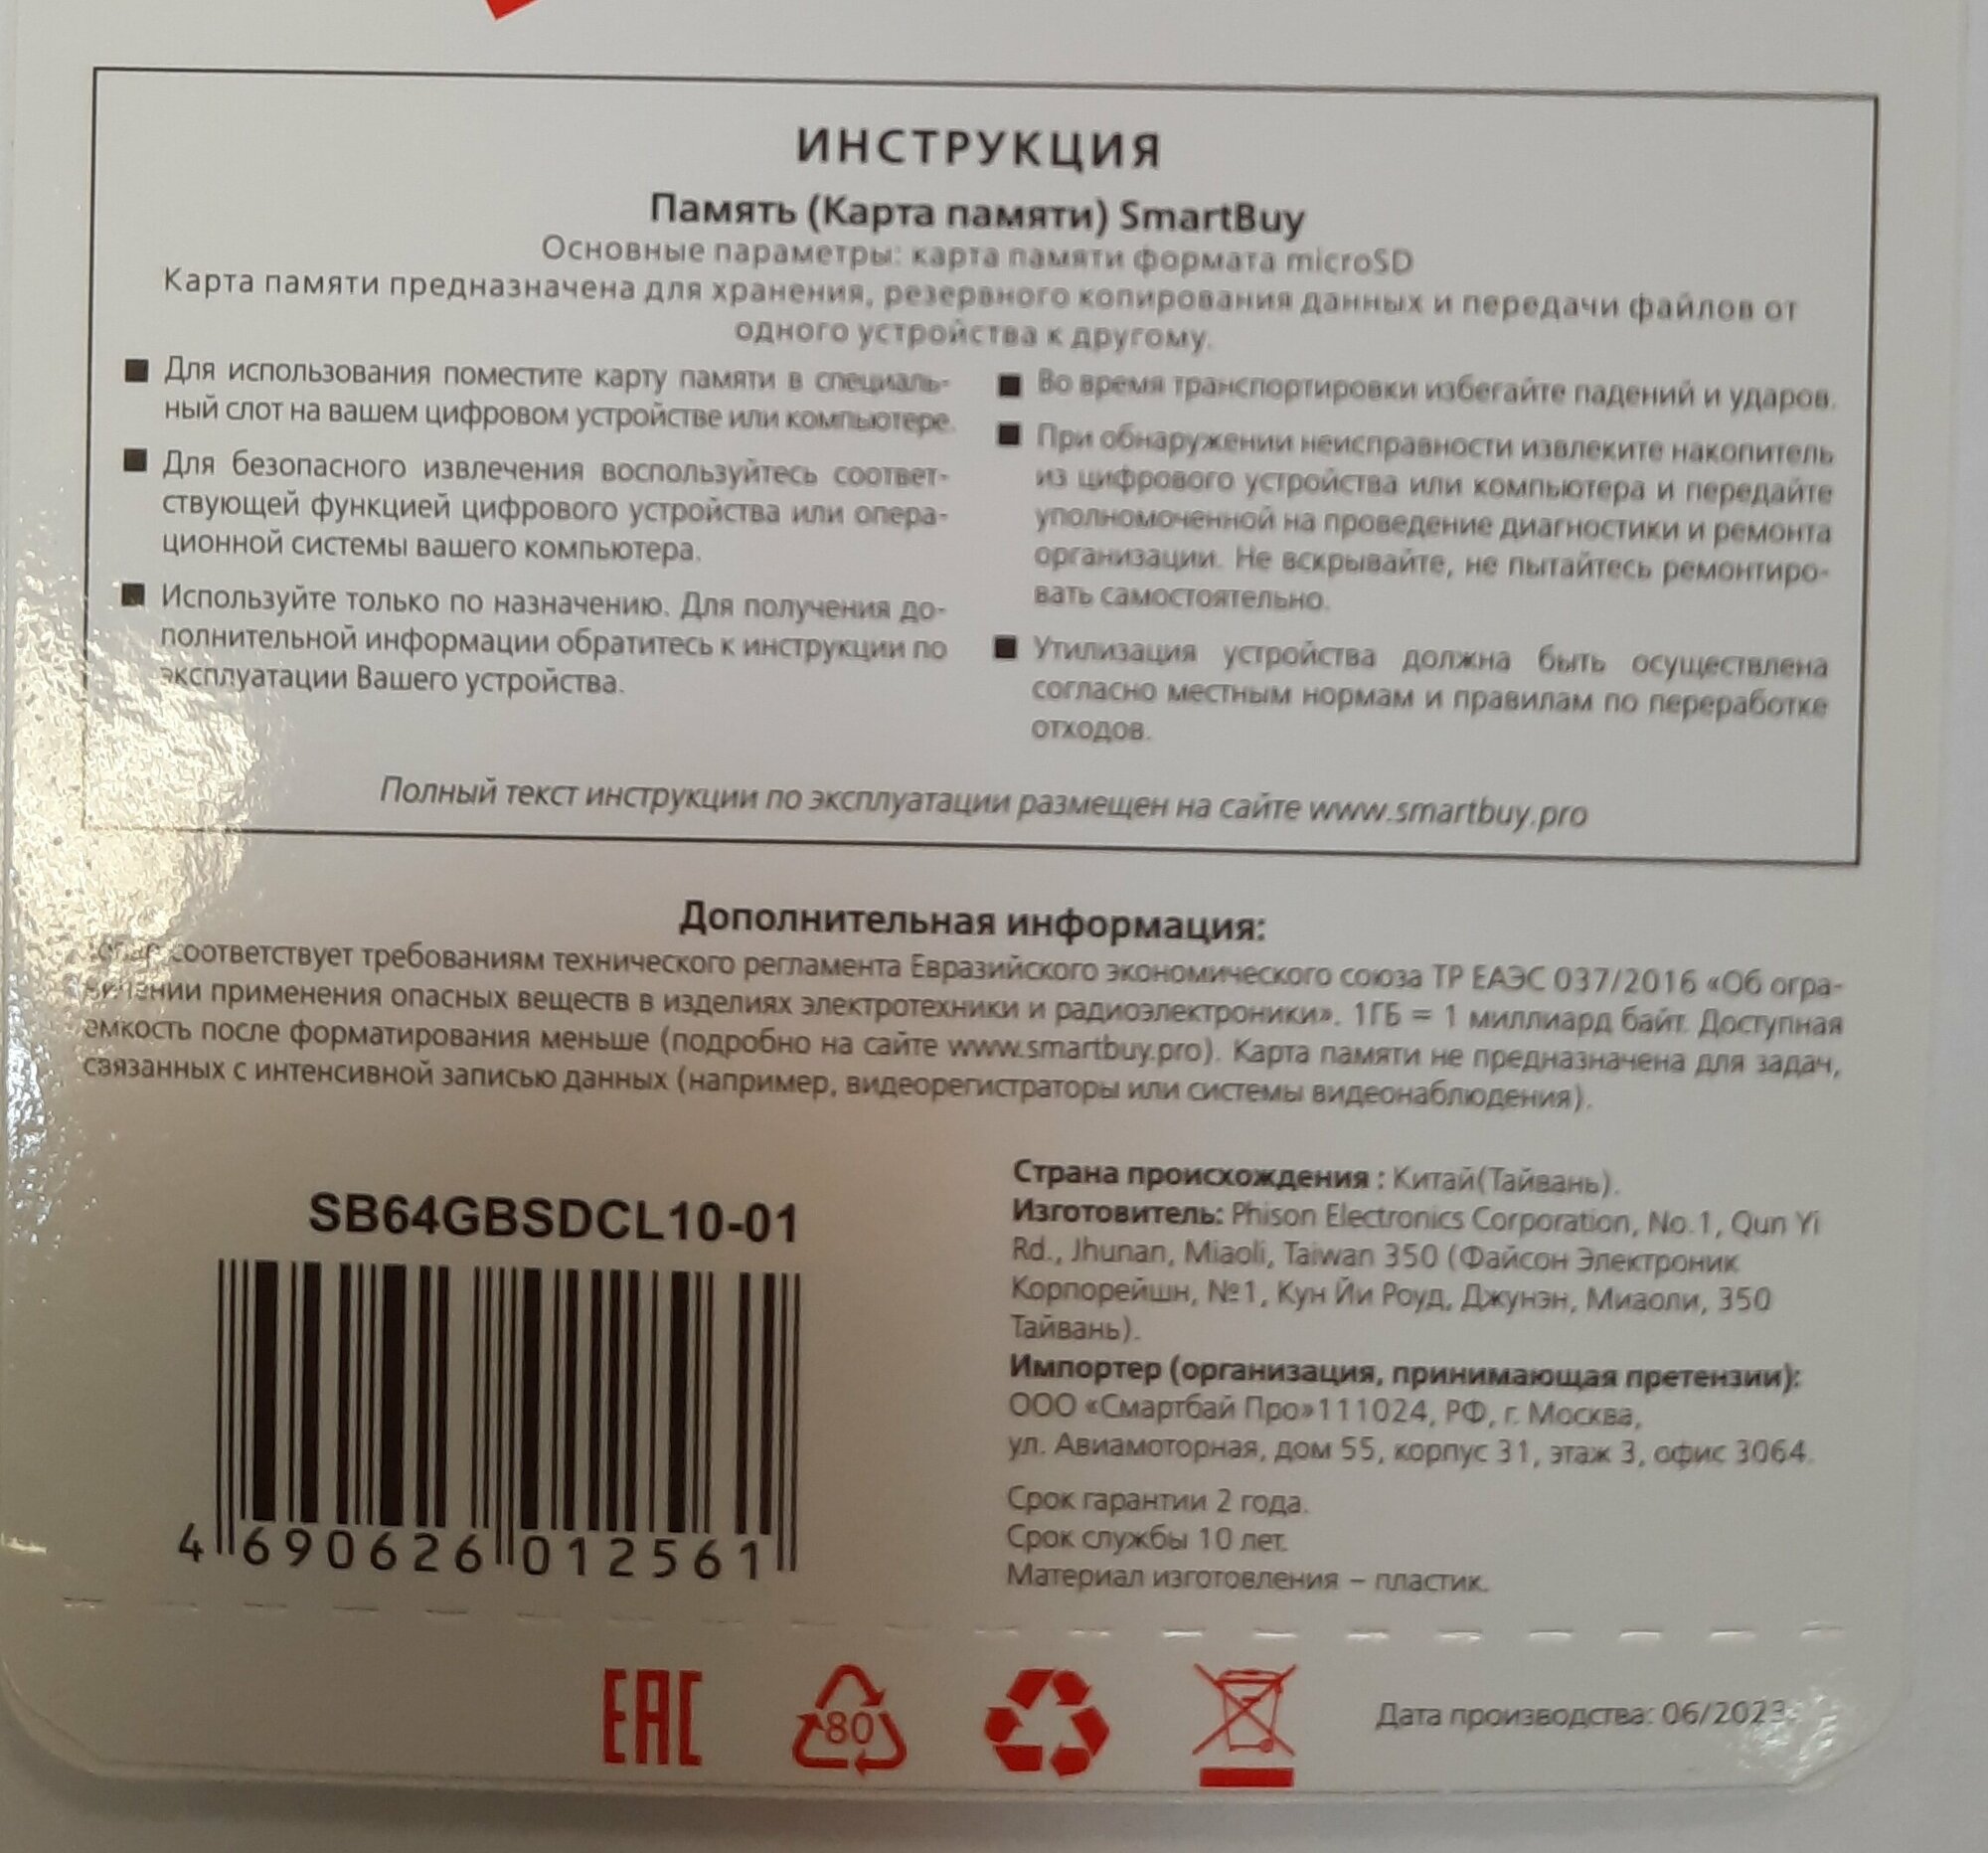 ИНСТРУКЦИЯ
Память (Карта памяти) SmartBuy
Основные параметры: карта памяти формата microSD
Карта памяти предназначена для хранения, резервного копирования данных и передачи файлов от
одного устройства к другому.
■ Для использования поместите карту памяти в специаль-
ный слот на вашем цифровом устройстве или компьютере.
■ Для безопасного извлечения воспользуйтесь соответ-
ствующей функцией цифрового устройства или опера-
ционной системы вашего компьютера.
■ Используйте только по назначению. Для получения до-
полнительной информации обратитесь к инструкции по
эксплуатации Вашего устройства.
■ Во время транспортировки избегайте падений и ударов.
■ При обнаружении неисправности извлеките накопитель
из цифрового устройства или компьютера и передайте
уполномоченной на проведение диагностики и ремонта
организации. Не вскрывайте, не пытайтесь ремонтиро-
вать самостоятельно.
■ Утилизация устройства должна быть осуществлена
согласно местным нормам и правилам по переработке
отходов.
Полный текст инструкции по эксплуатации размещен на сайте www.smartbuy.pro
Дополнительная информация:
Товар соответствует требованиям технического регламента Евразийского экономического союза ТР ЕАЭС 037/2016 «Об огра-
ничении применения опасных веществ в изделиях электротехники и радиоэлектроники». 1ГБ = 1 миллиард байт. Доступная
емкость после форматирования меньше (подробно на сайте www.smartbuy.pro). Карта памяти не предназначена для задач,
связанных с интенсивной записью данных (например, видеорегистраторы или системы видеонаблюдения).
SB64GBSDCL10-01
4 690626 012561
Страна происхождения : Китай(Тайвань).
Изготовитель: Phison Electronics Corporation, No.1, Qun Yi
Rd., Jhunan, Miaoli, Taiwan 350 (Файсон Электроник
Корпорейшн, №1, Кун Йи Роуд, Джунэн, Миаоли, 350
Тайвань).
Импортер (организация, принимающая претензии):
ООО «Смартбай Про»111024, РФ, г. Москва,
ул. Авиамоторная, дом 55, корпус 31, этаж 3, офис 3064.
Срок гарантии 2 года.
Срок службы 10 лет.
Материал изготовления – пластик.
EAC
80
Дата производства: 06/2023